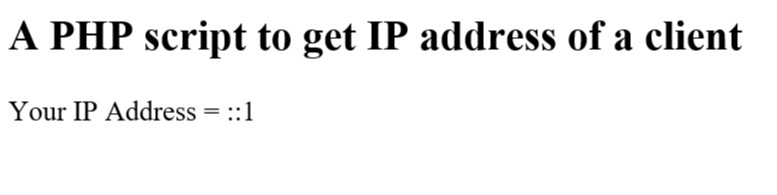 A PHP script to get IP address of a client
Your IP Address = ::1